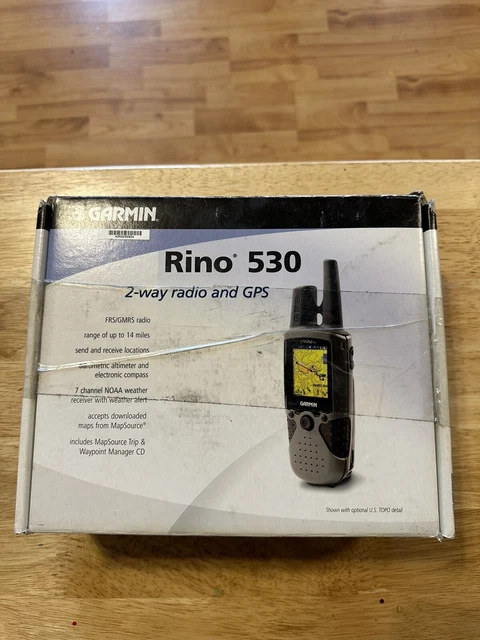 GARMIN
Rino® 530
2-way radio and GPS
FRS/GMRS radio
range of up to 14 miles
send and receive locations
barometric altimeter and
electronic compass
7 channel NOAA weather
receiver with weather alert
accepts downloaded
maps from MapSource®
includes MapSource Trip &
Waypoint Manager CD
GARMIN
Shown with optional U.S. TOPO detail